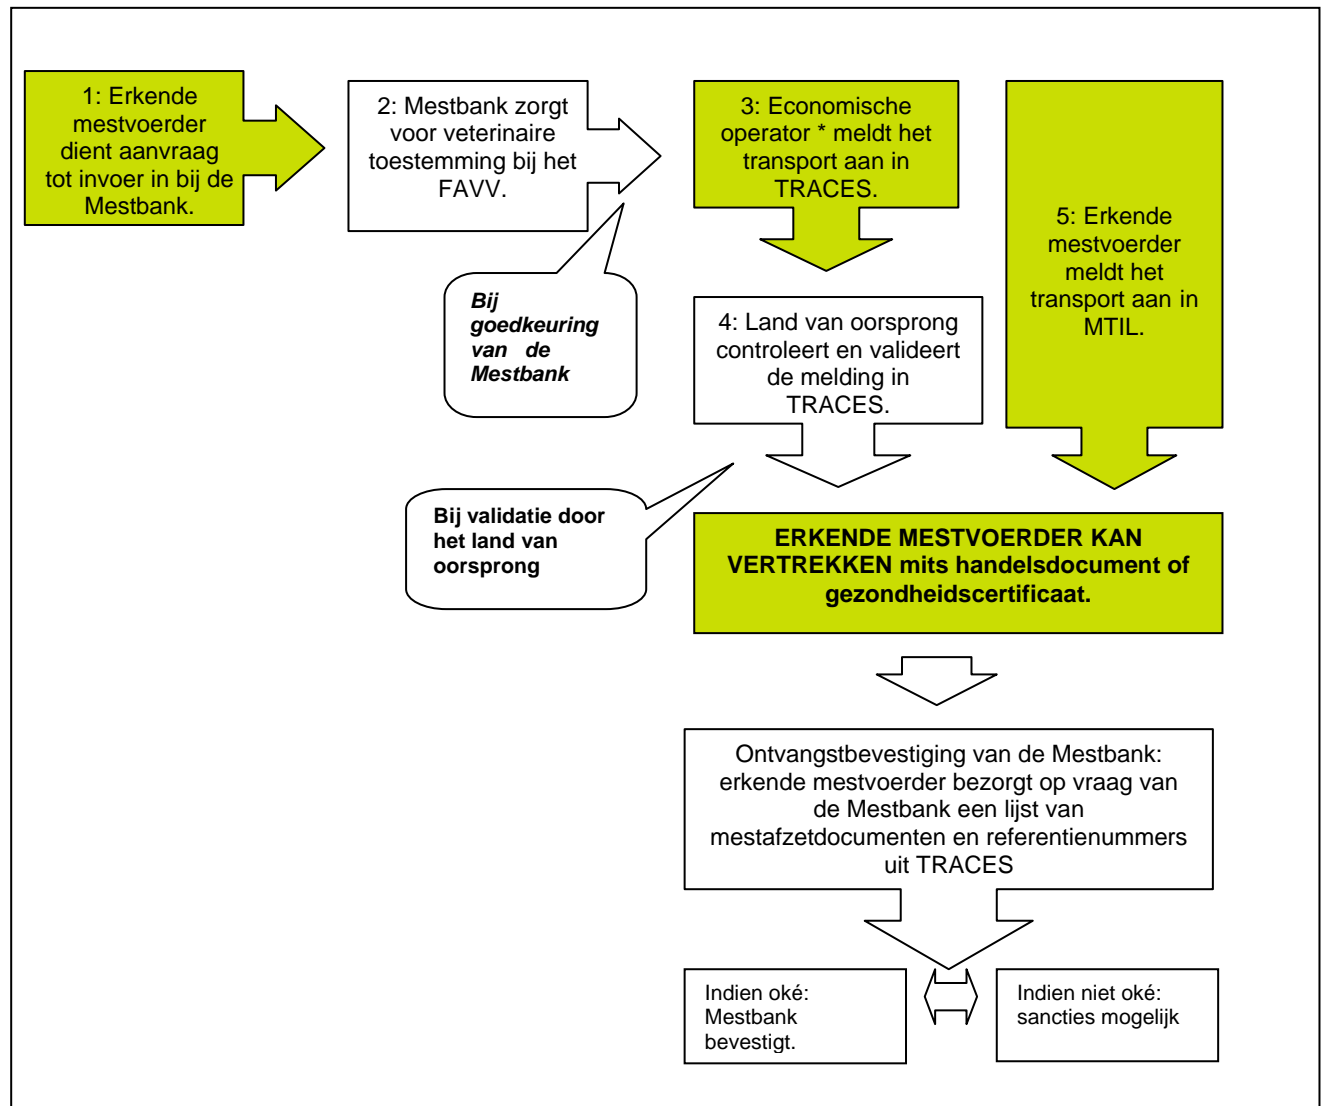 1: Erkende
mestvoerder
dient aanvraag
tot invoer in bij de
Mestbank.
2: Mestbank zorgt
voor veterinaire
toestemming bij het
FAVV.
3: Economische
operator * meldt het
transport aan in
TRACES.
5: Erkende
mestvoerder
meldt het
transport aan in
MTIL.
Bij
goedkeuring
van de
Mestbank
4: Land van oorsprong
controleert en valideert
de melding in
TRACES.
Bij validatie door
het land van
oorsprong
ERKENDE MESTVOERDER KAN
VERTREKKEN mits handelsdocument of
gezondheidscertificaat.
Ontvangstbevestiging van de Mestbank:
erkende mestvoerder bezorgt op vraag van
de Mestbank een lijst van
mestafzetdocumenten en referentienummers
uit TRACES
Indien oké:
Mestbank
bevestigt.
Indien niet oké:
sancties mogelijk